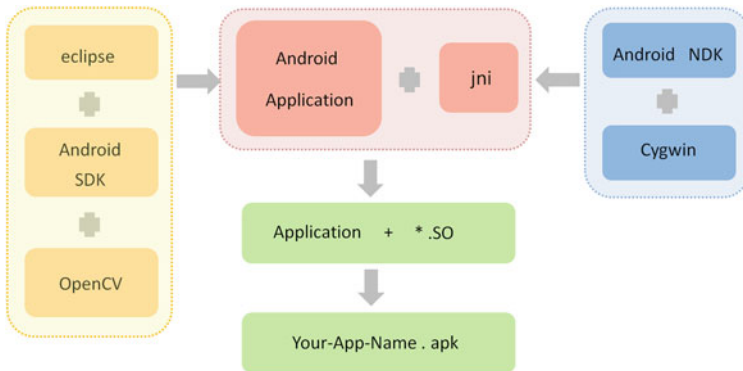 eclipse
Android
SDK
OpenCV
Android
Application
jni
Android NDK
Cygwin
Application + * .SO
Your-App-Name . apk